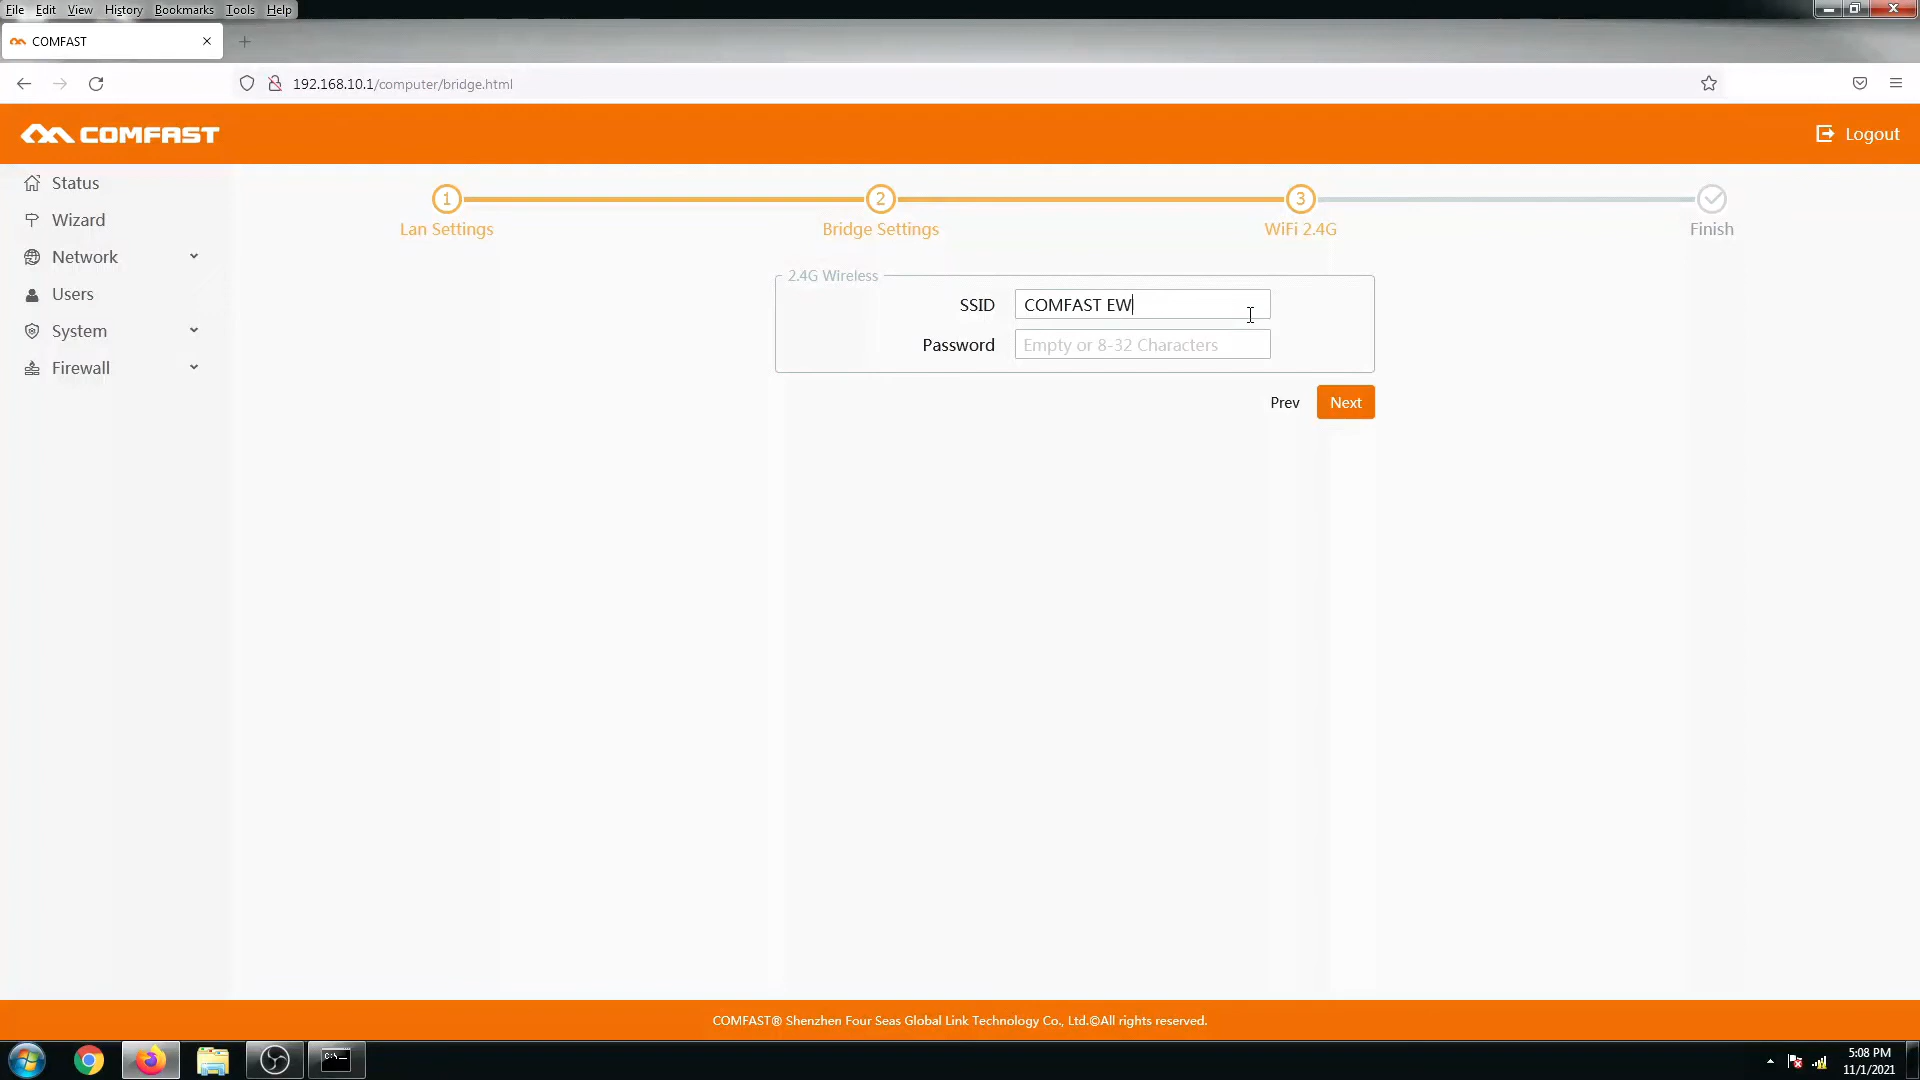 File Edit View History Bookmarks Tools Help
COMFAST
192.168.10.1/computer/bridge.html
COMFAST
Logout
Status
Wizard
Network
Users
System
Firewall
1 2 3
Lan Settings Bridge Settings WiFi 2.4G Finish
2.4G Wireless
SSID COMFAST EW
Password Empty or 8-32 Characters
Prev Next
COMFAST® Shenzhen Four Seas Global Link Technology Co., Ltd.©All rights reserved.
C:\_
5:08 PM
11/1/2021